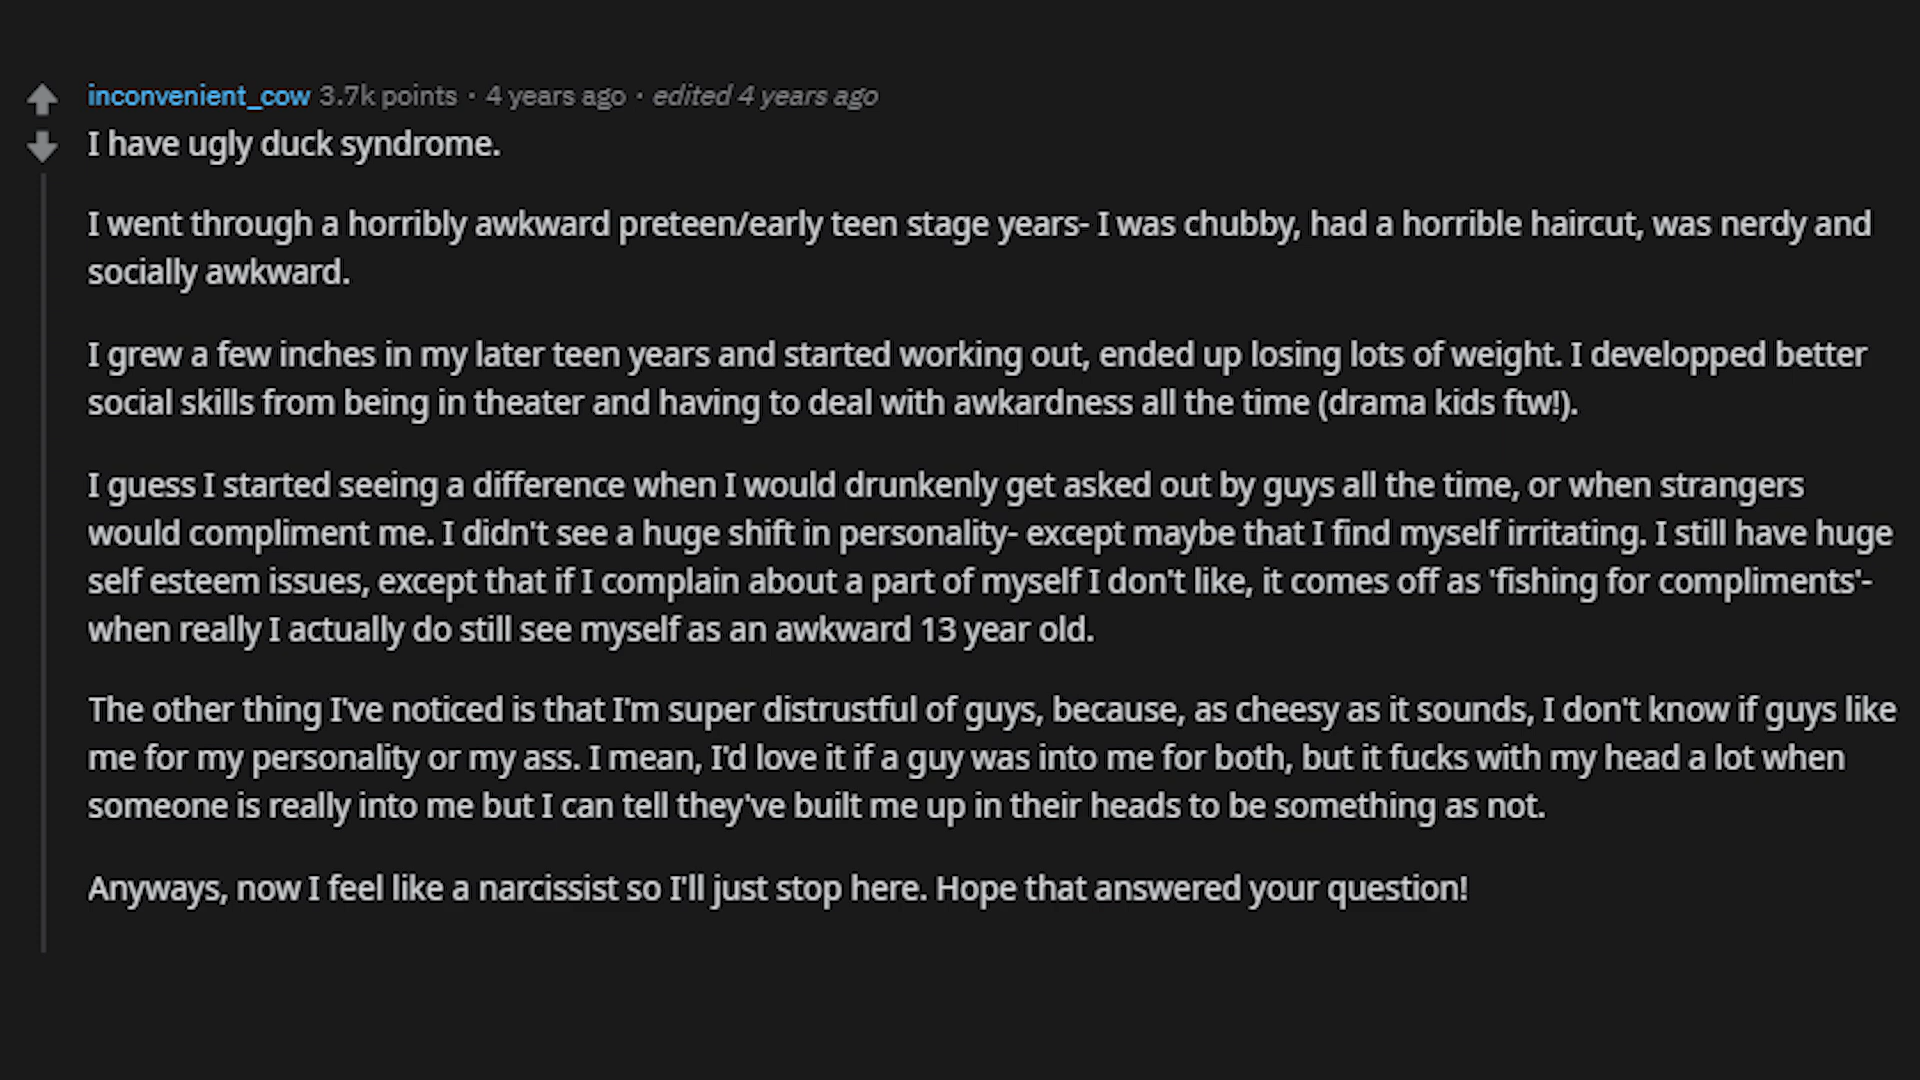 inconvenient_cow 3.7k points · 4 years ago · edited 4 years ago
I have ugly duck syndrome.
I went through a horribly awkward preteen/early teen stage years- I was chubby, had a horrible haircut, was nerdy and
socially awkward.
I grew a few inches in my later teen years and started working out, ended up losing lots of weight. I developped better
social skills from being in theater and having to deal with awkardness all the time (drama kids ftw!).
I guess I started seeing a difference when I would drunkenly get asked out by guys all the time, or when strangers
would compliment me. I didn't see a huge shift in personality- except maybe that I find myself irritating. I still have huge
self esteem issues, except that if I complain about a part of myself I don't like, it comes off as 'fishing for compliments'-
when really I actually do still see myself as an awkward 13 year old.
The other thing I've noticed is that I'm super distrustful of guys, because, as cheesy as it sounds, I don't know if guys like
me for my personality or my ass. I mean, I'd love it if a guy was into me for both, but it fucks with my head a lot when
someone is really into me but I can tell they've built me up in their heads to be something as not.
Anyways, now I feel like a narcissist so I'll just stop here. Hope that answered your question!